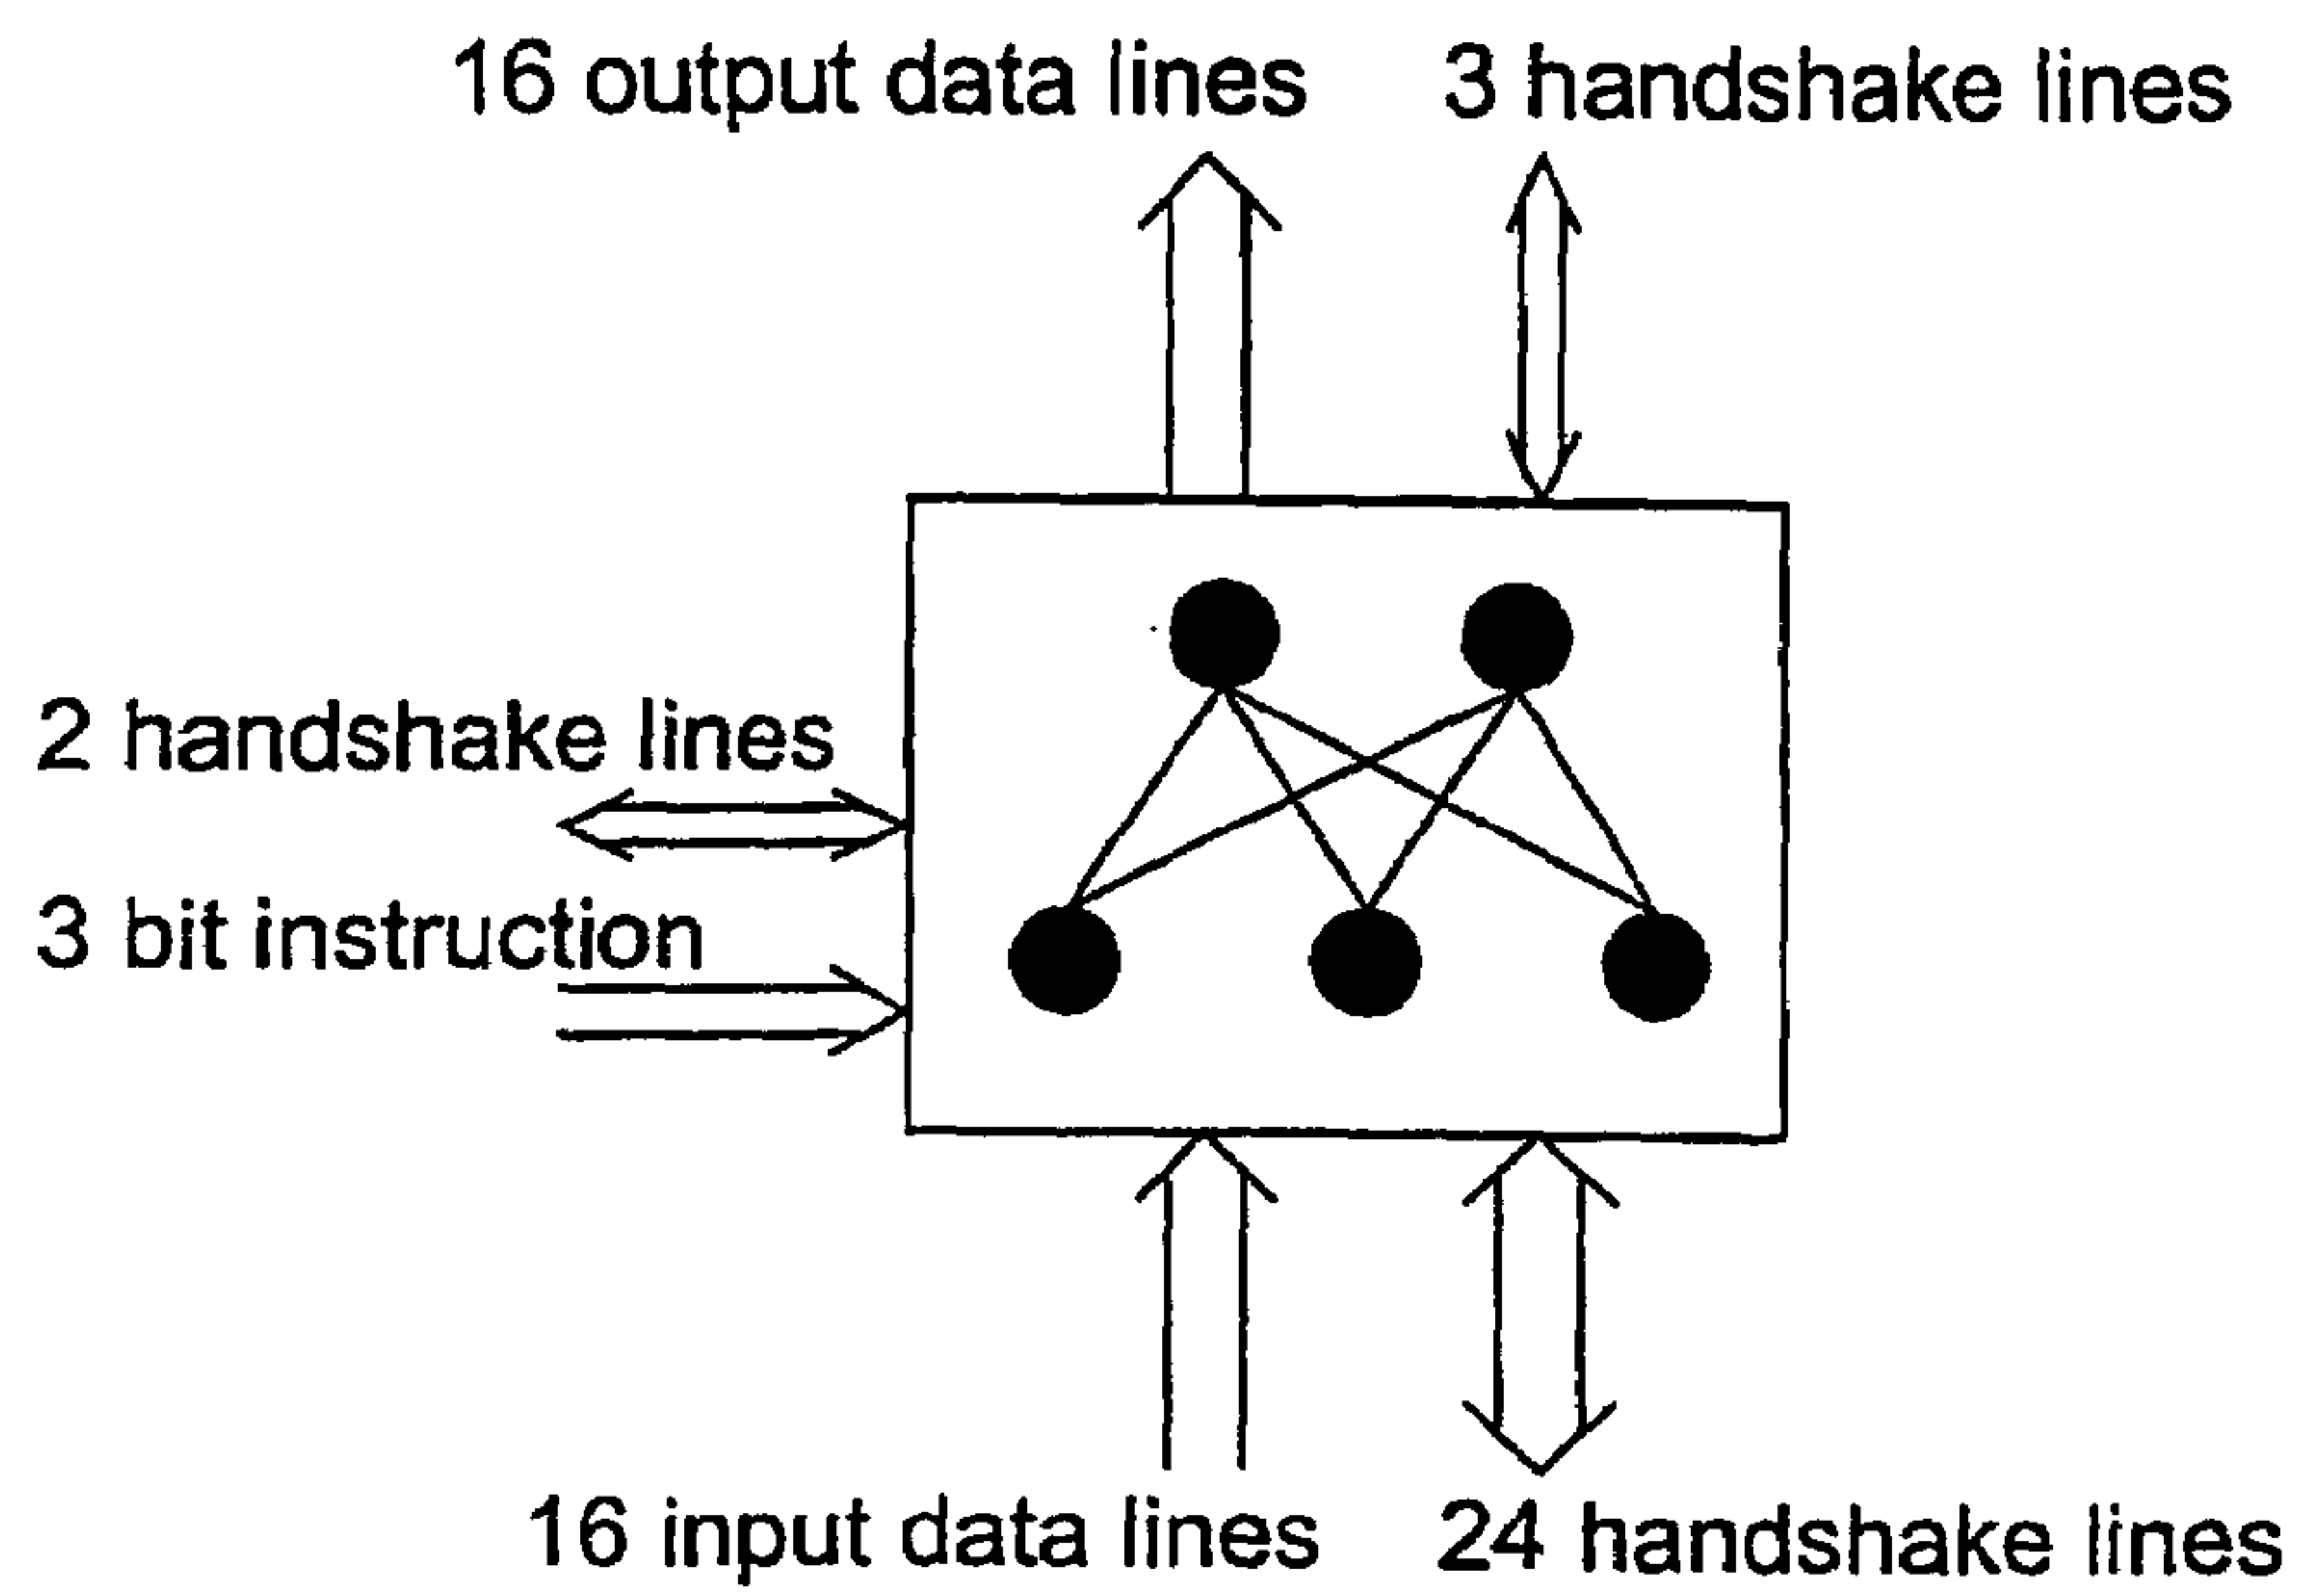 16 output data lines
3 handshake lines
2 handshake lines
3 bit instruction
16 input data lines
24 handshake lines